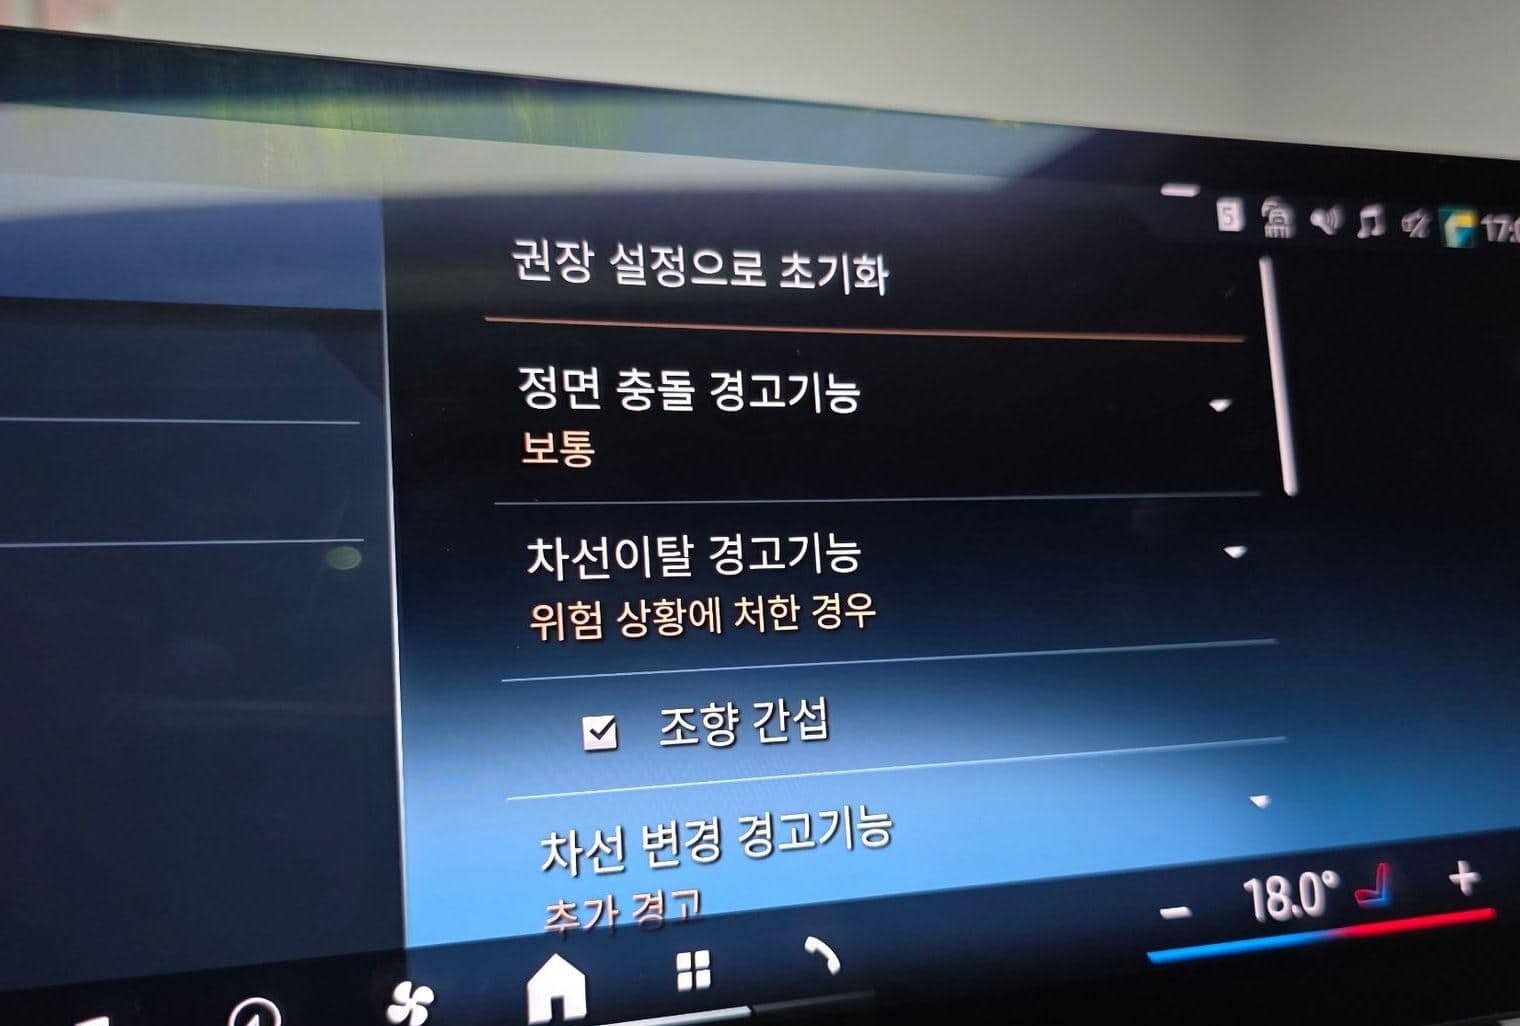 5
권장 설정으로 초기화
정면 충돌 경고기능
보통
차선이탈 경고기능
위험 상황에 처한 경우
조향 간섭
차선 변경 경고기능
추가 경고
- 18.0° +